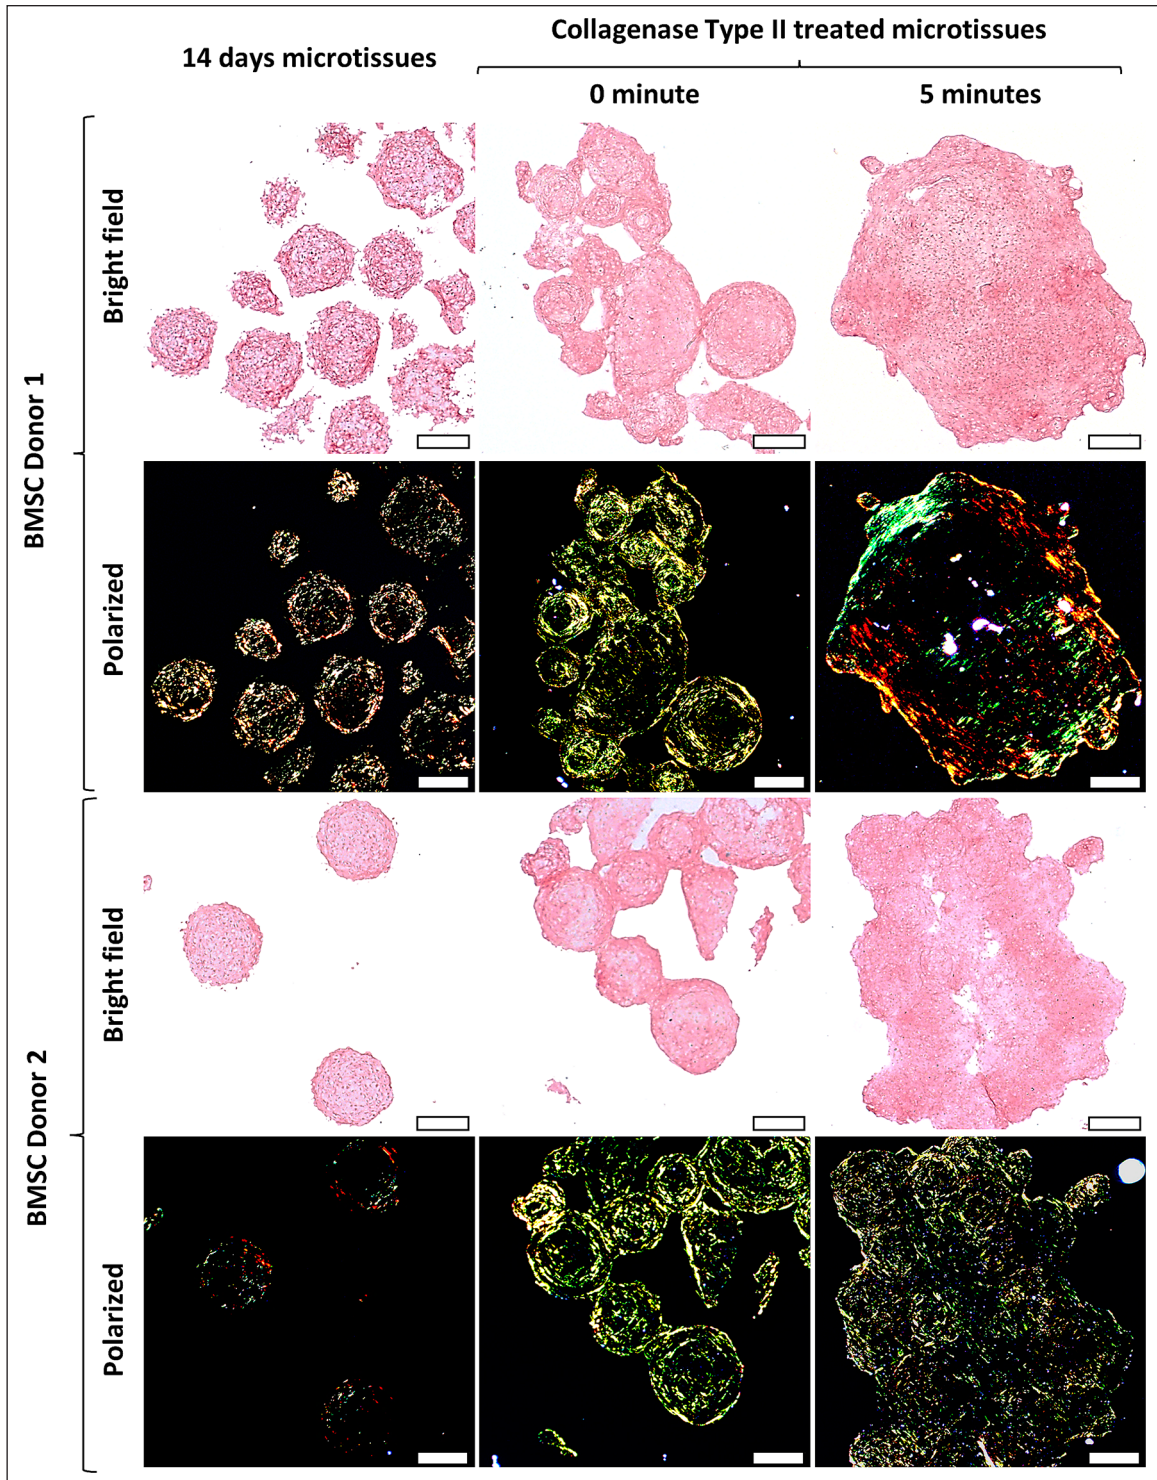 Collagenase Type II treated microtissues
14 days microtissues
0 minute
5 minutes
BMSC Donor 1
Bright field
Polarized
BMSC Donor 2
Bright field
Polarized